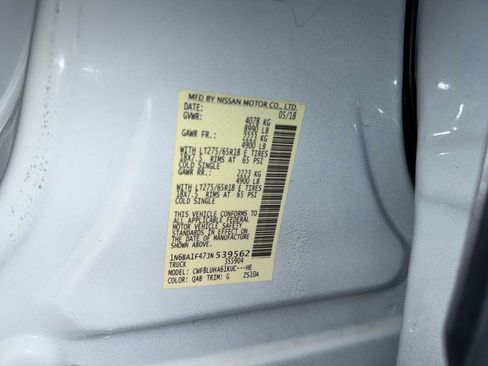 MFD BY NISSAN MOTOR CO., LTD.
DATE: 05/18
GVWR: 4078 KG
8990 LB
GAWR FR.: 2223 KG
4900 LB
WITH LT275/65R18 E TIRES
18X7.5 RIMS AT 65 PSI
COLD SINGLE
GAWR RR.: 2223 KG
4900 LB
WITH LT275/65R18 E TIRES
18X7.5 RIMS AT 65 PSI
COLD SINGLE
THIS VEHICLE CONFORMS TO
ALL APPLICABLE FEDERAL
MOTOR VEHICLE SAFETY
STANDARDS IN EFFECT ON
THE DATE OF MANUFACTURE
SHOWN ABOVE.
1N6BA1F47JN539562
TRUCK 355904
MODEL: CWF8LUHA61KUC---HE
COLOR: QAB TRIM: G 2S10A